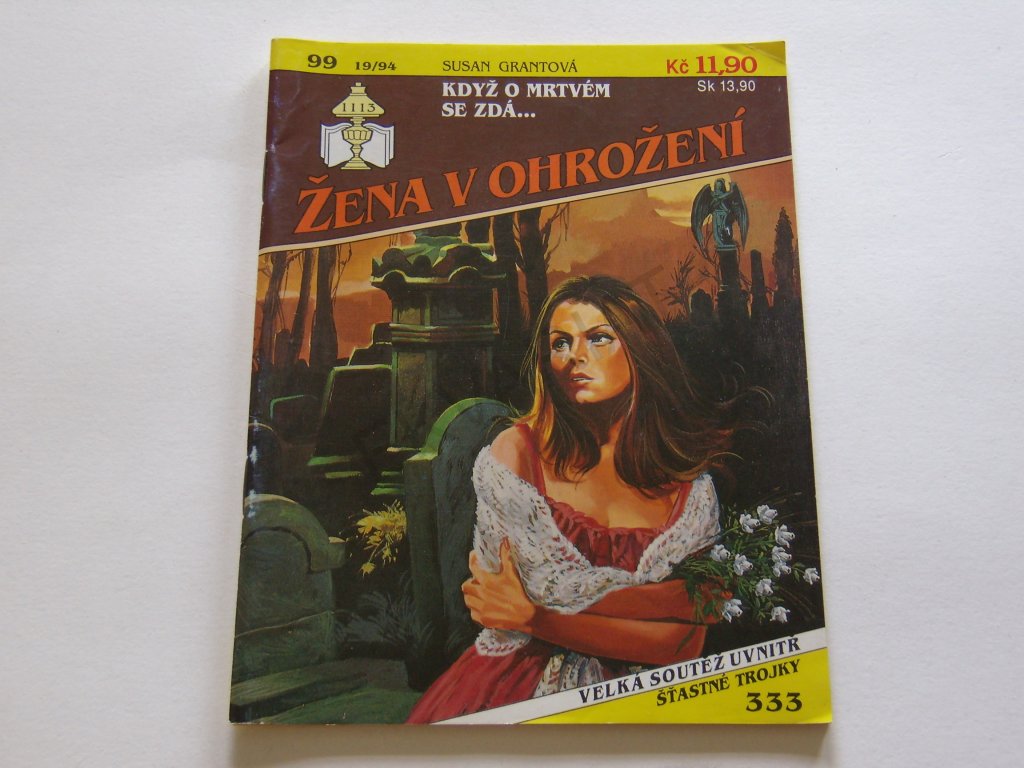 99 19/94 SUSAN GRANTOVÁ Kč 11,90
Sk 13,90
1113
KDYŽ O MRTVÉM
SE ZDÁ...
ŽENA V OHROŽENÍ
VELKÁ SOUTĚŽ UVNITŘ
ŠŤASTNÉ TROJKY
333